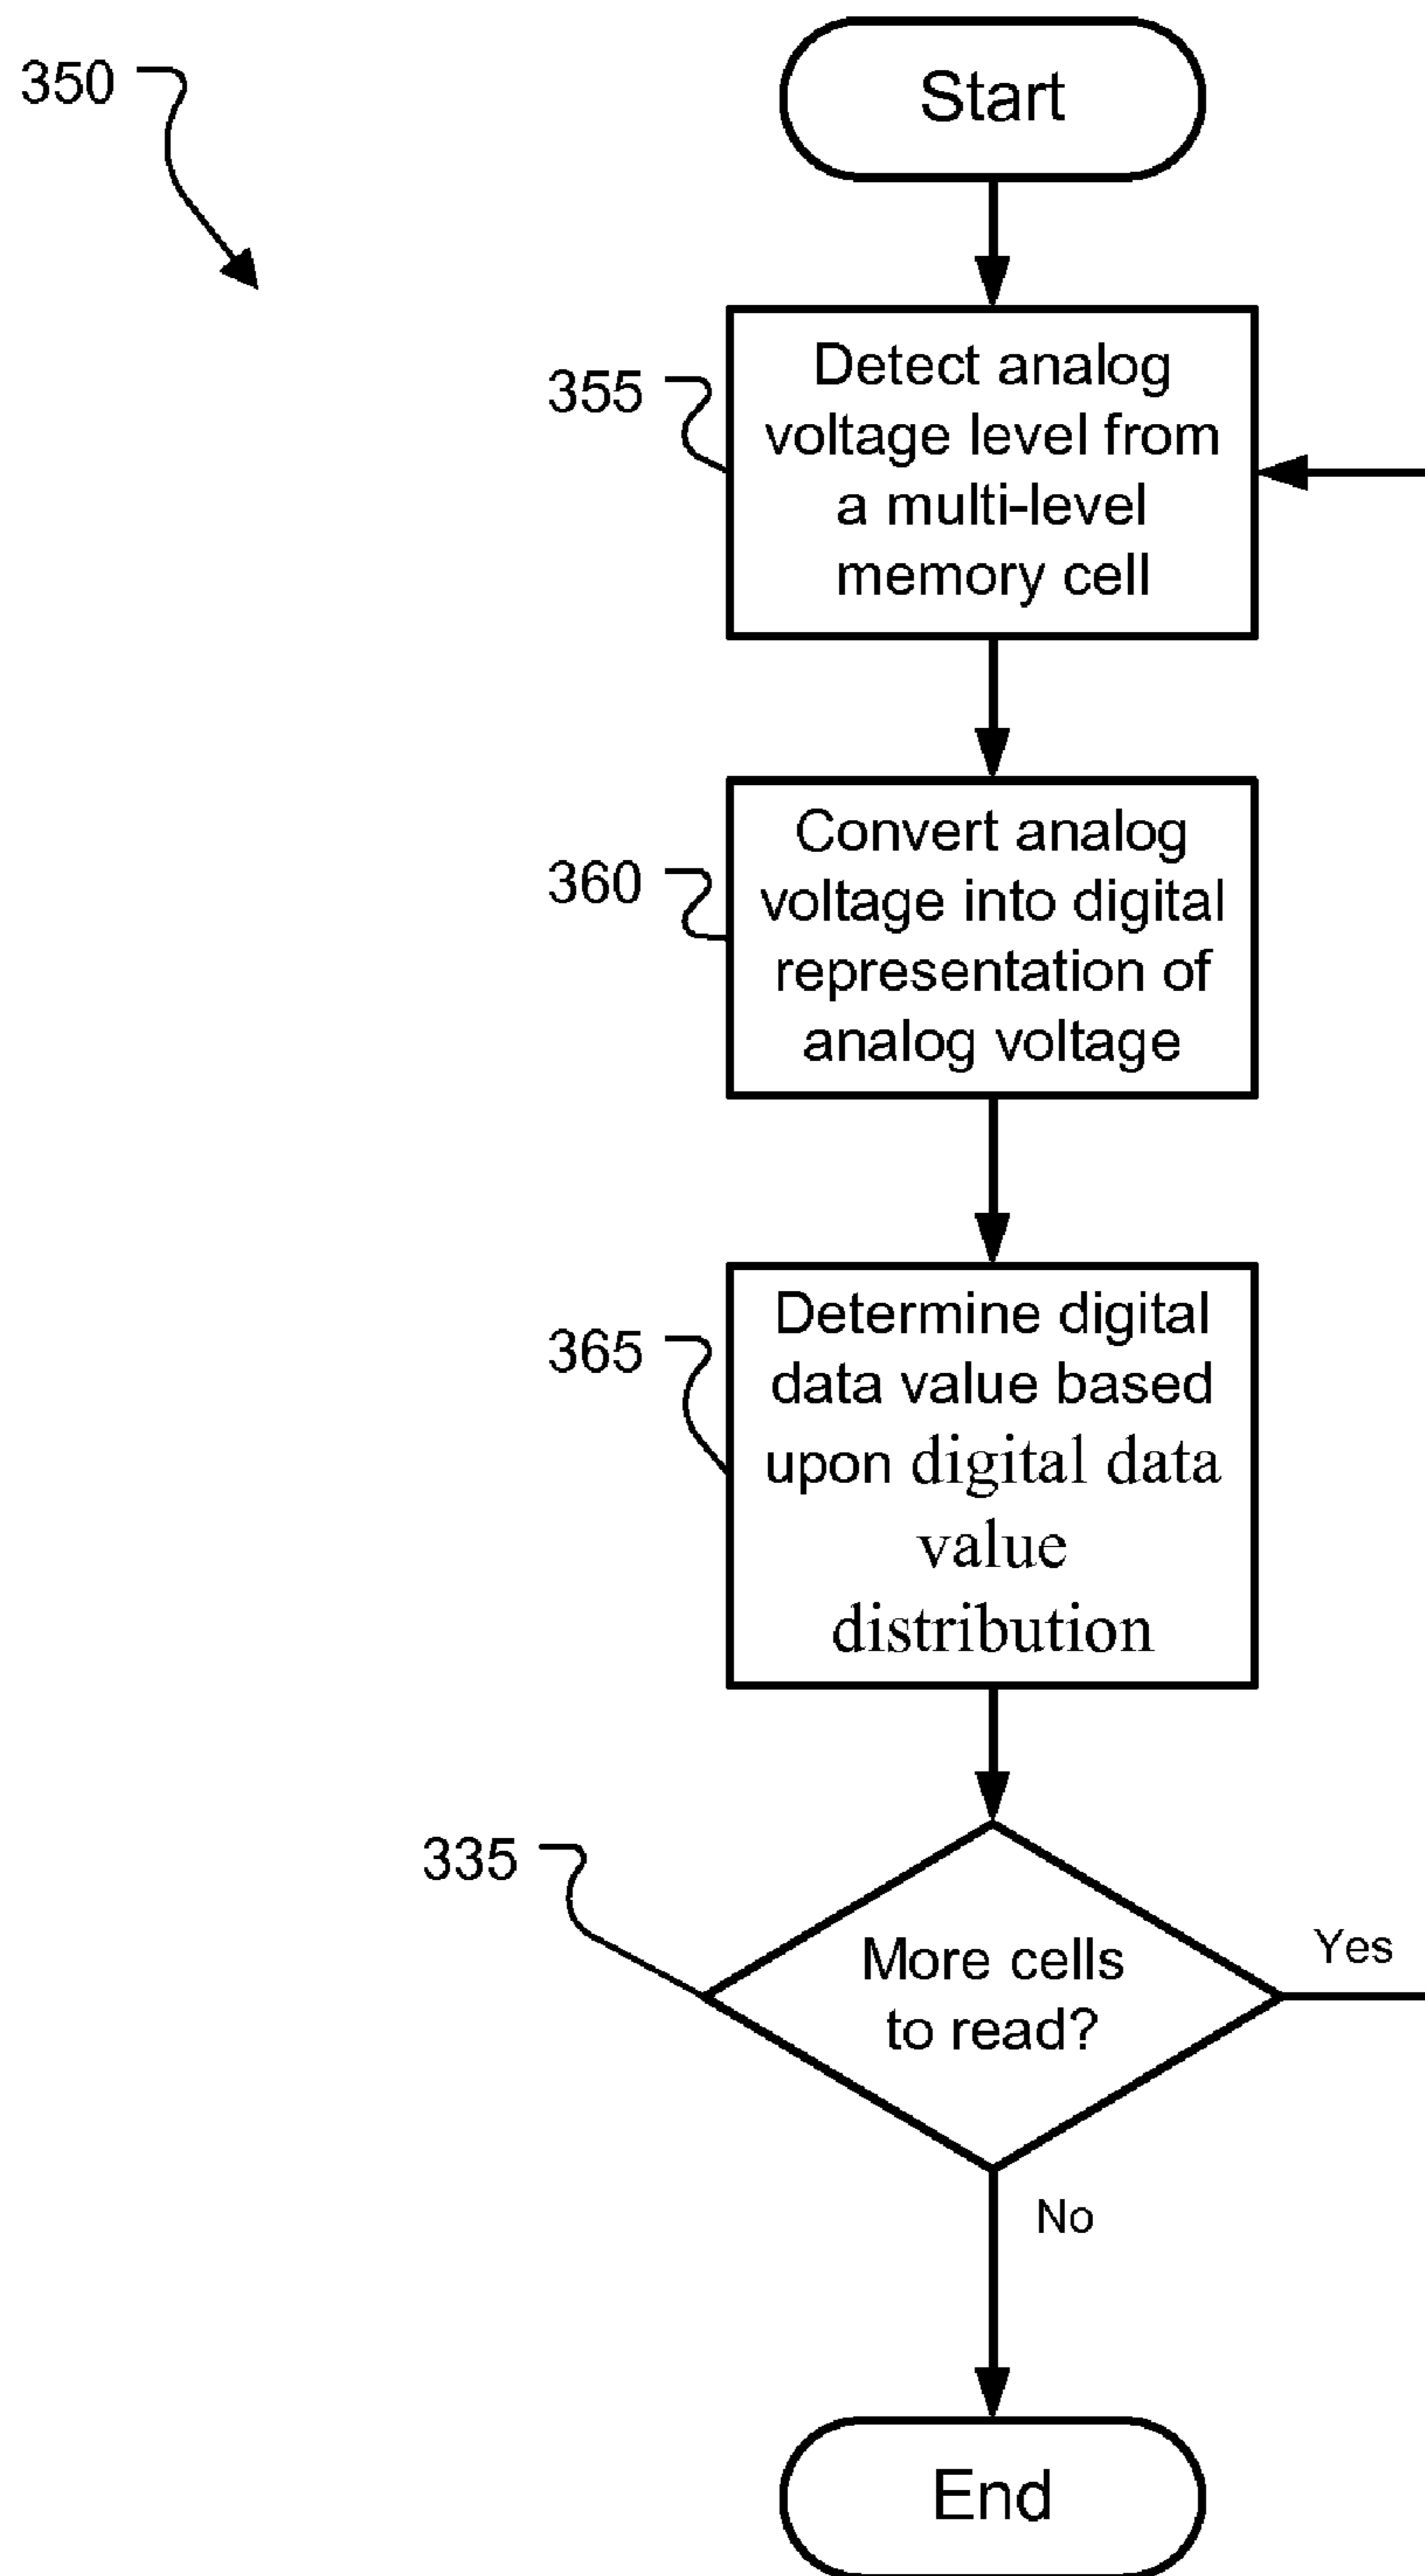 350
Start
355
Detect analog
voltage level from
a multi-level
memory cell
360
Convert analog
voltage into digital
representation of
analog voltage
365
Determine digital
data value based
upon digital data
value
distribution
335
More cells
to read?
Yes
No
End